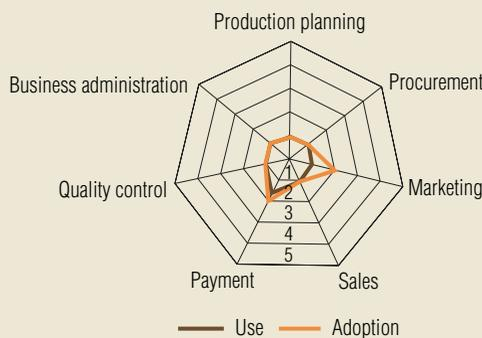 Production planning
Business administration
Procurement
Quality control
Marketing
Payment
Sales
1
2
3
4
5
Use
Adoption